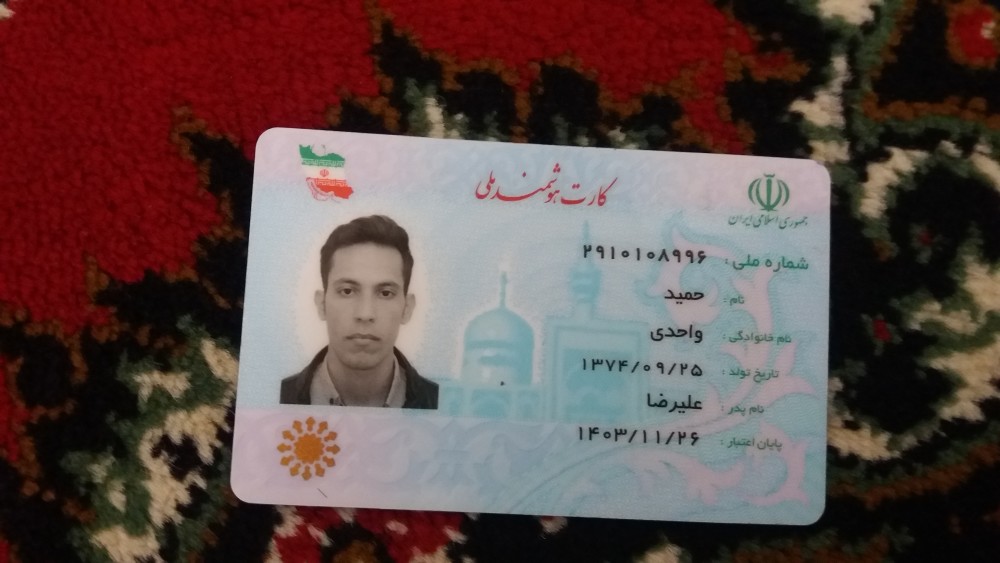 کارت هوشمند ملی
جمهوری اسلامی ایران
شماره ملی : ۲۹۱۰۱۰۸۹۹۶
نام : حمید
نام خانوادگی : واحدی
تاریخ تولد : ۱۳۷۴/۰۹/۲۵
نام پدر : علیرضا
پایان اعتبار : ۱۴۰۳/۱۱/۲۶